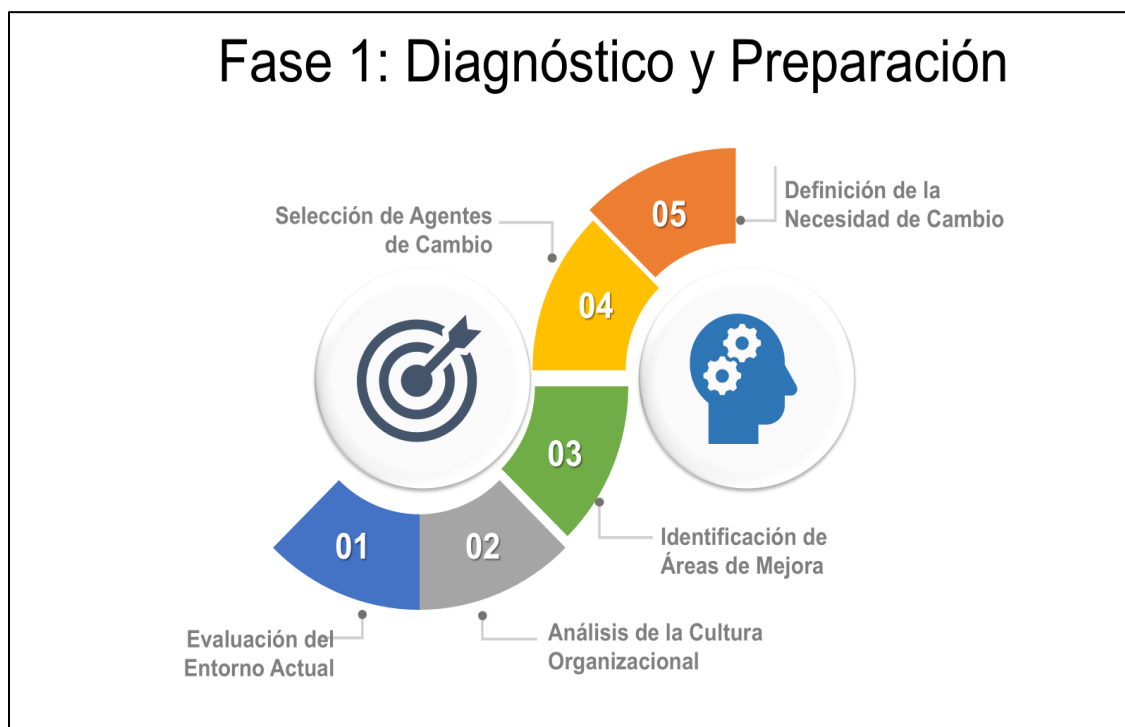 Fase 1: Diagnóstico y Preparación
05
Definición de la
Necesidad de Cambio
Selección de Agentes
de Cambio
04
03
Identificación de
Áreas de Mejora
01
02
Evaluación del
Entorno Actual
Análisis de la Cultura
Organizacional